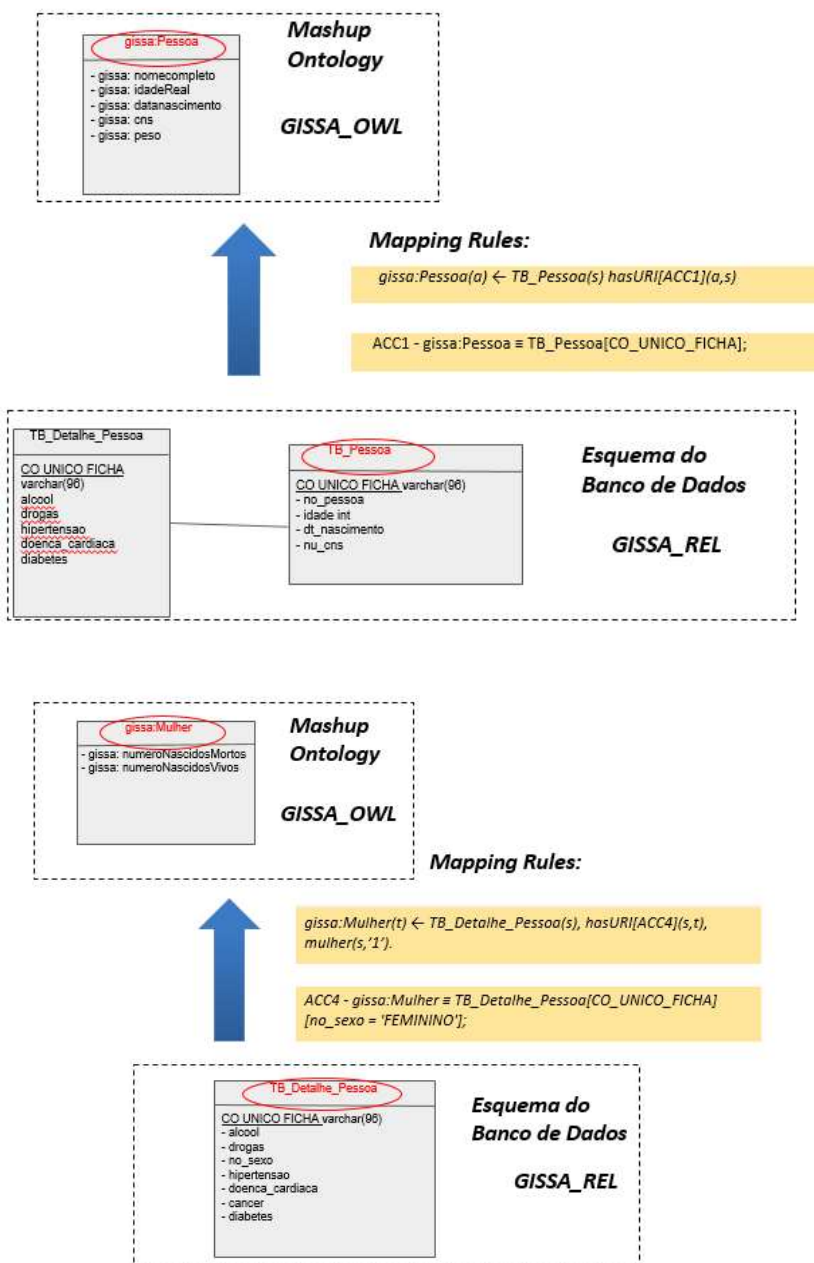 gissa:Pessoa
- gissa: nomecompleto
- gissa: idadeReal
- gissa: datanascimento
- gissa: cns
- gissa: peso
Mashup
Ontology
GISSA_OWL
Mapping Rules:
gissa:Pessoa(a) ← TB_Pessoa(s) hasURI[ACC1](a,s)
ACC1 - gissa:Pessoa ≡ TB_Pessoa[CO_UNICO_FICHA];
TB_Detalhe_Pessoa
CO UNICO FICHA
varchar(96)
alcool
drogas
hipertensao
doenca_cardiaca
diabetes
TB_Pessoa
CO UNICO FICHA varchar(96)
- no_pessoa
- idade int
- dt_nascimento
- nu_cns
Esquema do
Banco de Dados
GISSA_REL
gissa:Mulher
- gissa: numeroNascidosMortos
- gissa: numeroNascidosVivos
Mashup
Ontology
GISSA_OWL
Mapping Rules:
gissa:Mulher(t) ← TB_Detalhe_Pessoa(s), hasURI[ACC4](s,t),
mulher(s,'1').
ACC4 - gissa:Mulher ≡ TB_Detalhe_Pessoa[CO_UNICO_FICHA]
[no_sexo = 'FEMININO'];
TB_Detalhe_Pessoa
CO UNICO FICHA varchar(96)
- alcool
- drogas
- no_sexo
- hipertensao
- doenca_cardiaca
- cancer
- diabetes
Esquema do
Banco de Dados
GISSA_REL